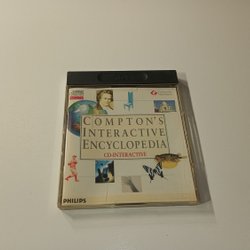 COMPTON'S
INTERACTIVE
ENCYCLOPEDIA
CD-INTERACTIVE
PHILIPS